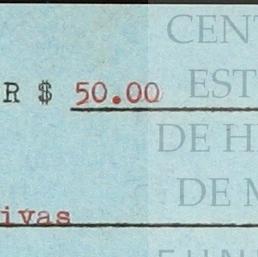 CENT
R $ 50.00
EST
DE H
DE M
ivas